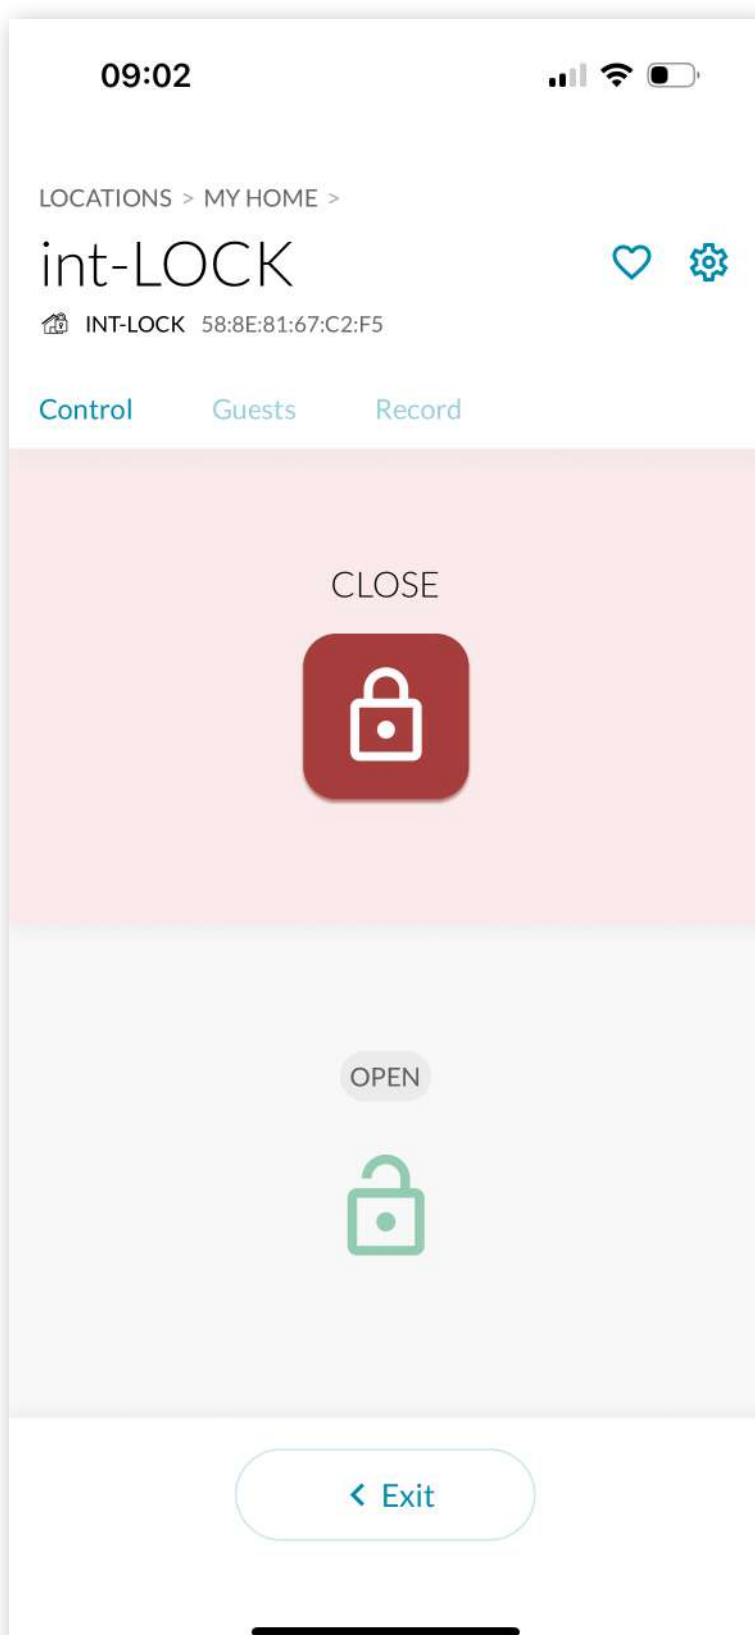 09:02
LOCATIONS > MY HOME >
int-LOCK
INT-LOCK 58:8E:81:67:C2:F5
Control Guests Record
CLOSE
OPEN
< Exit